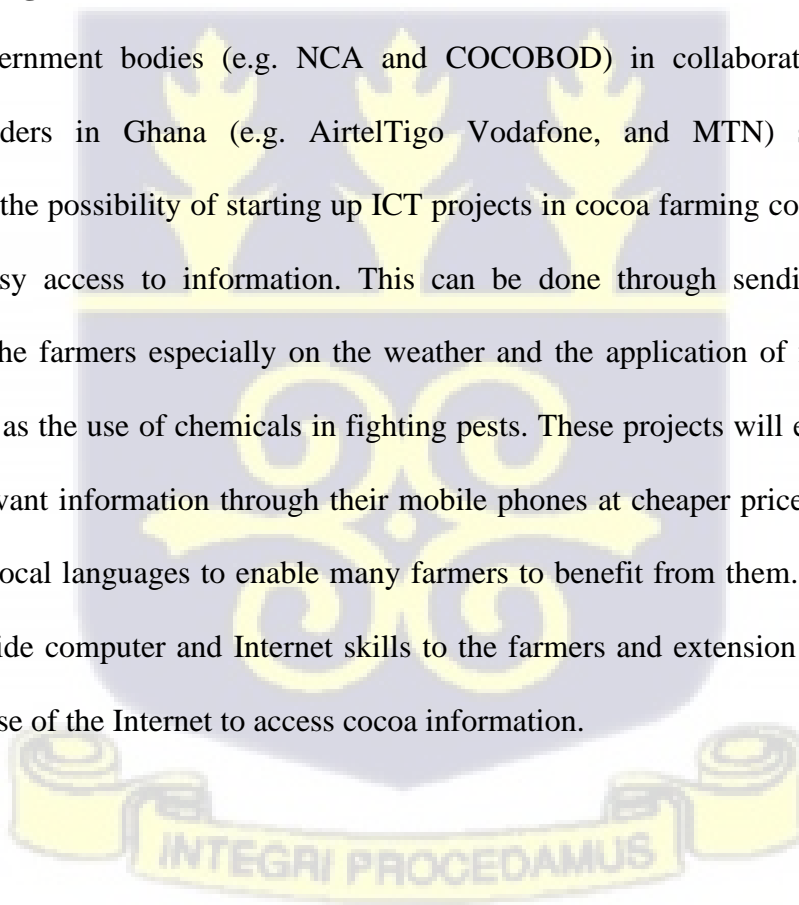 ernment bodies (e.g. NCA and COCOBOD) in collaborat
ders in Ghana (e.g. AirtelTigo Vodafone, and MTN) s
the possibility of starting up ICT projects in cocoa farming co
sy access to information. This can be done through sendi
he farmers especially on the weather and the application of
as the use of chemicals in fighting pests. These projects will e
vant information through their mobile phones at cheaper price
ocal languages to enable many farmers to benefit from them.
ide computer and Internet skills to the farmers and extension
se of the Internet to access cocoa information.
INTEGRI PROCEDAMUS